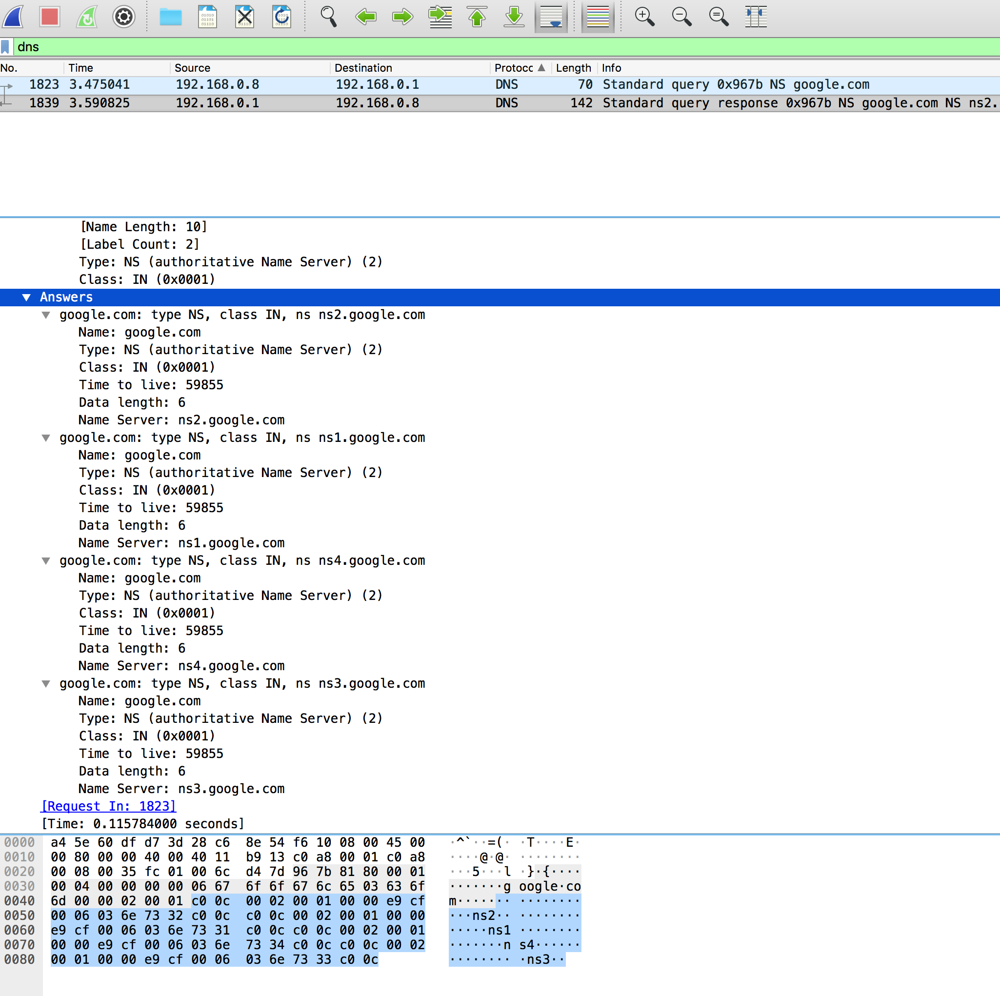 dns
No. Time Source Destination Protoc Length Info
1823 3.475041 192.168.0.8 192.168.0.1 DNS 70 Standard query 0x967b NS google.com
1839 3.590825 192.168.0.1 192.168.0.8 DNS 142 Standard query response 0x967b NS google.com NS ns2.
[Name Length: 10]
[Label Count: 2]
Type: NS (authoritative Name Server) (2)
Class: IN (0x0001)
Answers
google.com: type NS, class IN, ns ns2.google.com
Name: google.com
Type: NS (authoritative Name Server) (2)
Class: IN (0x0001)
Time to live: 59855
Data length: 6
Name Server: ns2.google.com
google.com: type NS, class IN, ns ns1.google.com
Name: google.com
Type: NS (authoritative Name Server) (2)
Class: IN (0x0001)
Time to live: 59855
Data length: 6
Name Server: ns1.google.com
google.com: type NS, class IN, ns ns4.google.com
Name: google.com
Type: NS (authoritative Name Server) (2)
Class: IN (0x0001)
Time to live: 59855
Data length: 6
Name Server: ns4.google.com
google.com: type NS, class IN, ns ns3.google.com
Name: google.com
Type: NS (authoritative Name Server) (2)
Class: IN (0x0001)
Time to live: 59855
Data length: 6
Name Server: ns3.google.com
[Request In: 1823]
[Time: 0.115784000 seconds]
0000 a4 5e 60 df d7 3d 28 c6 8e 54 f6 10 08 00 45 00 ·^`··=(· ·T····E·
0010 00 80 00 00 40 00 40 11 b9 13 c0 a8 00 01 c0 a8 ····@·@· ········
0020 00 08 00 35 fc 01 00 6c d4 7d 96 7b 81 80 00 01 ···5···l ·}·{····
0030 00 04 00 00 00 00 06 67 6f 6f 67 6c 65 03 63 6f ·······g oogle·co
0040 6d 00 00 02 00 01 c0 0c 00 02 00 01 00 00 e9 cf m······· ········
0050 00 06 03 6e 73 32 c0 0c c0 0c 00 02 00 01 00 00 ···ns2·· ········
0060 e9 cf 00 06 03 6e 73 31 c0 0c c0 0c 00 02 00 01 ·····ns1 ········
0070 00 00 e9 cf 00 06 03 6e 73 34 c0 0c c0 0c 00 02 ·······n s4······
0080 00 01 00 00 e9 cf 00 06 03 6e 73 33 c0 0c ········ ·ns3··